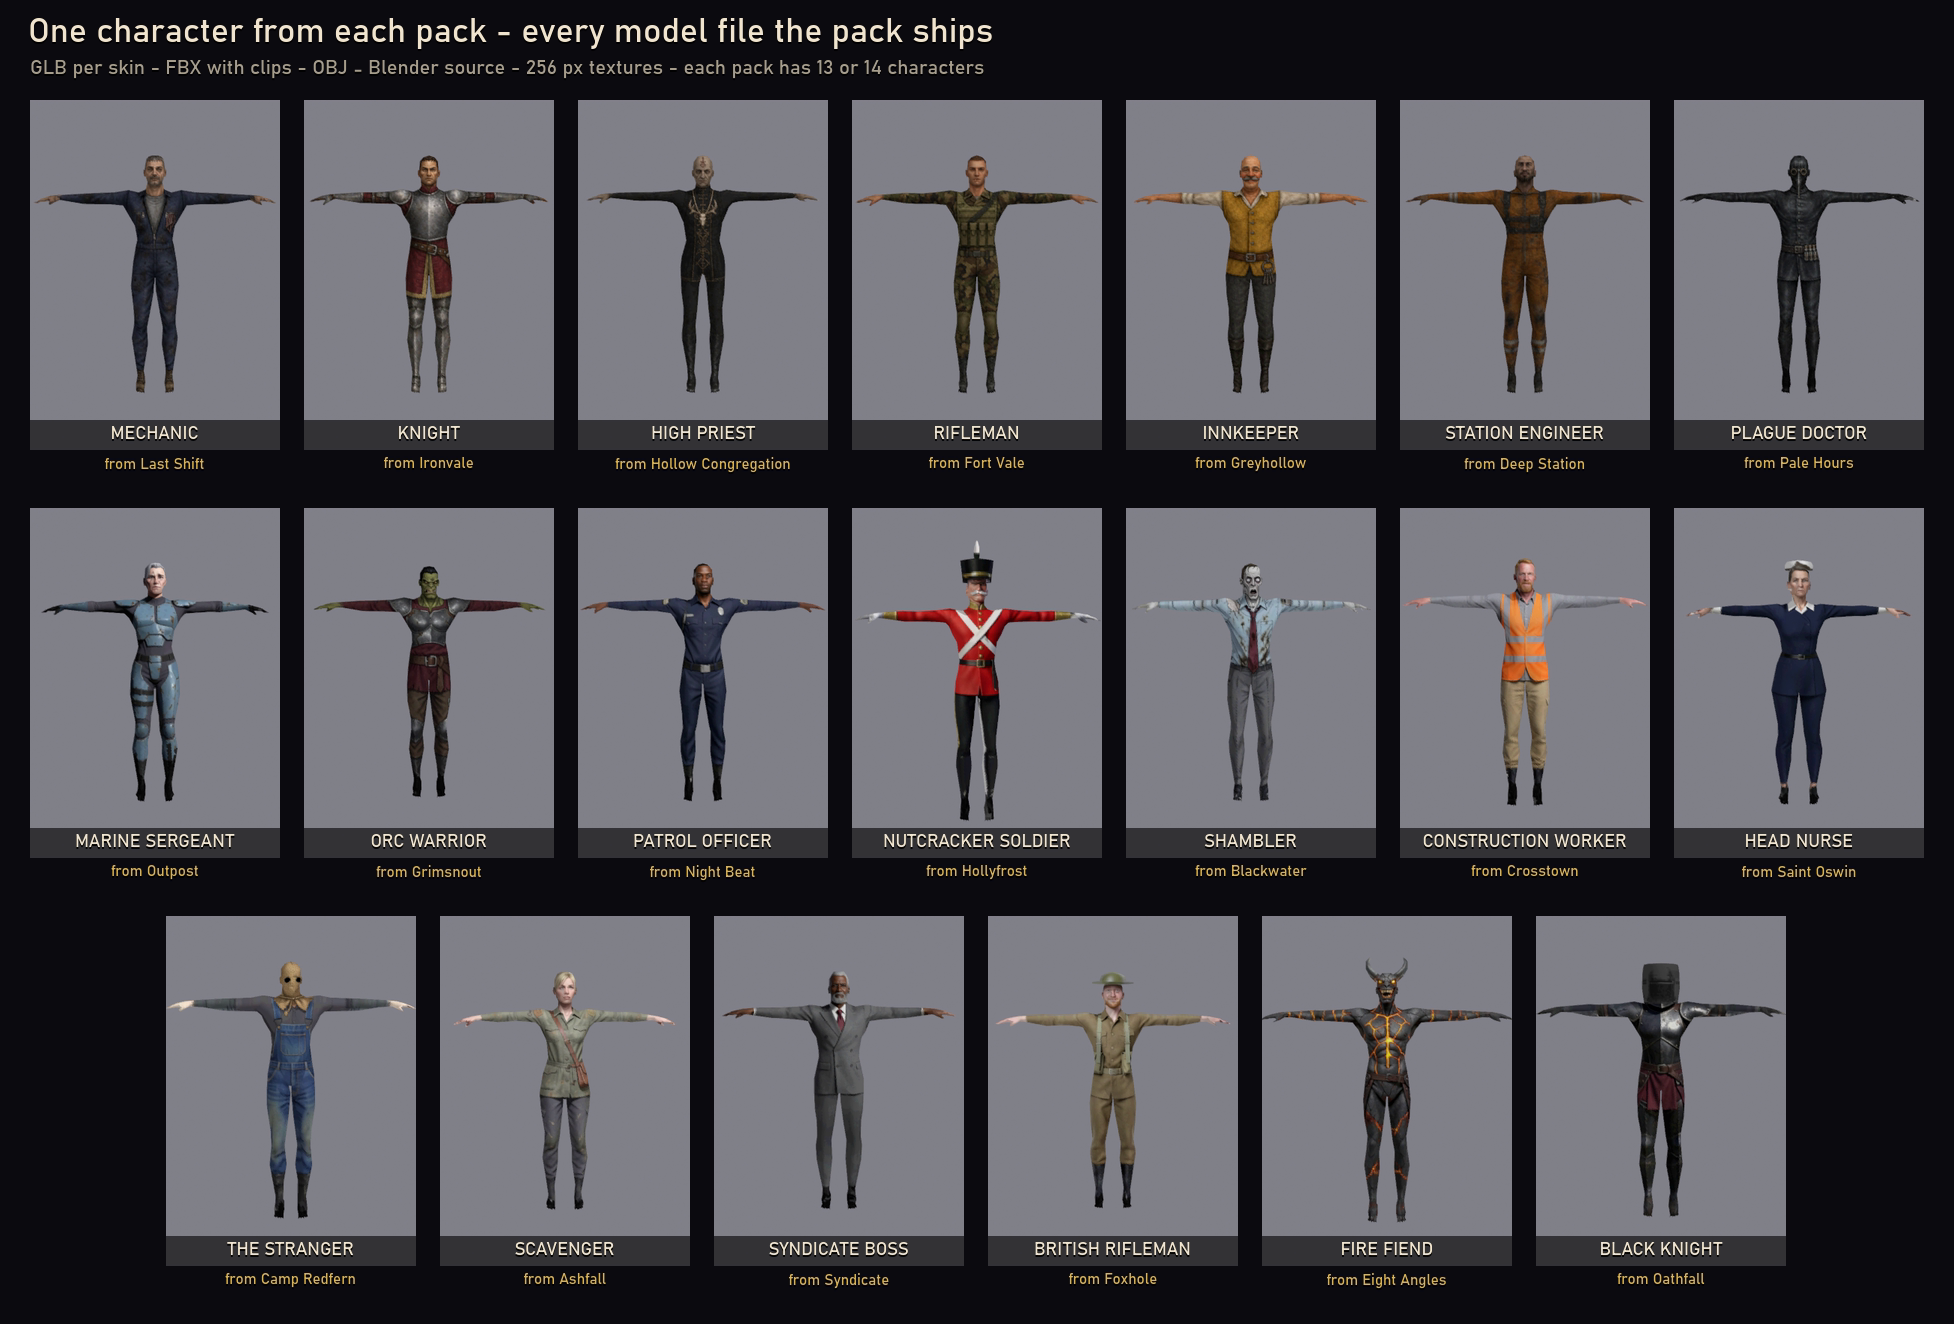 One character from each pack - every model file the pack ships
GLB per skin - FBX with clips - OBJ - Blender source - 256 px textures - each pack has 13 or 14 characters
MECHANIC
from Last Shift
KNIGHT
from Ironvale
HIGH PRIEST
from Hollow Congregation
RIFLEMAN
from Fort Vale
INNKEEPER
from Greyhollow
STATION ENGINEER
from Deep Station
PLAGUE DOCTOR
from Pale Hours
MARINE SERGEANT
from Outpost
ORC WARRIOR
from Grimsnout
PATROL OFFICER
from Night Beat
NUTCRACKER SOLDIER
from Hollyfrost
SHAMBLER
from Blackwater
CONSTRUCTION WORKER
from Crosstown
HEAD NURSE
from Saint Oswin
THE STRANGER
from Camp Redfern
SCAVENGER
from Ashfall
SYNDICATE BOSS
from Syndicate
BRITISH RIFLEMAN
from Foxhole
FIRE FIEND
from Eight Angles
BLACK KNIGHT
from Oathfall